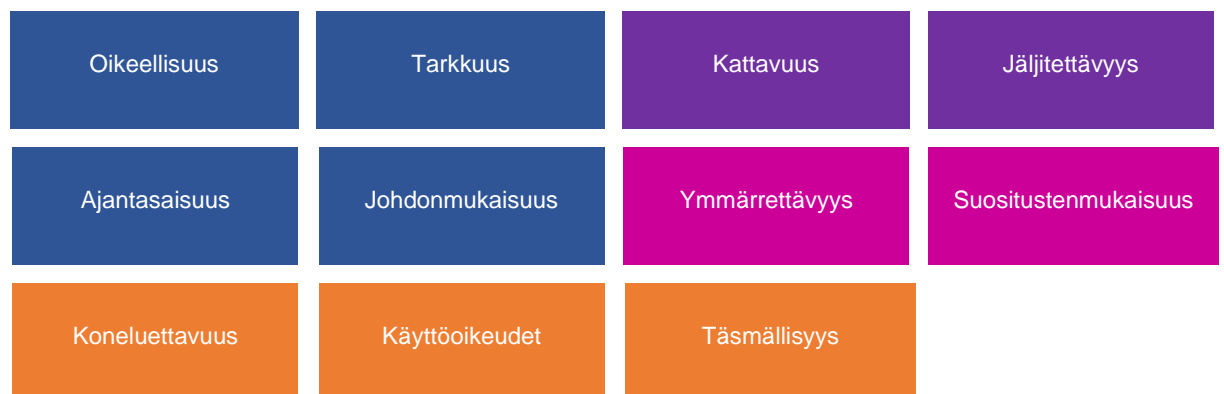 Oikeellisuus
Tarkkuus
Kattavuus
Jäljitettävyys
Ajantasaisuus
Johdonmukaisuus
Ymmärrettävyys
Suositustenmukaisuus
Koneluettavuus
Käyttöoikeudet
Täsmällisyys